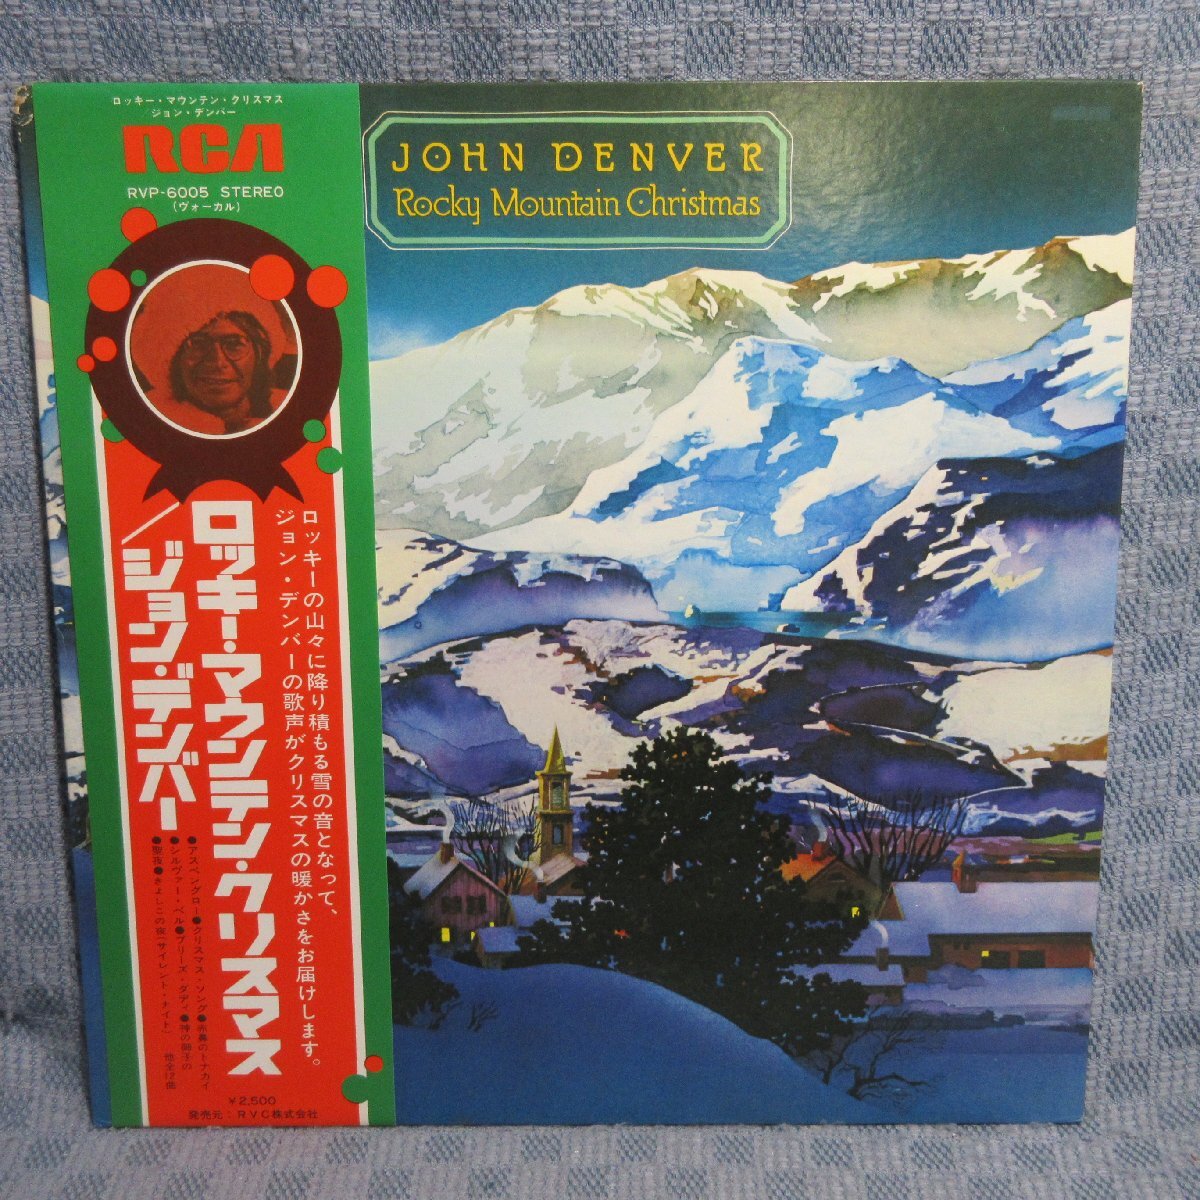 ロッキー・マウンテン・クリスマス
ジョン・デンバー
RCA
RVP-6005 STEREO
(ヴォーカル)
JOHN DENVER
Rocky Mountain Christmas
ロッキーの山々に降り積もる雪の音となって、
ジョン・デンバーの歌声がクリスマスの暖かさをお届けします。
ロッキー・マウンテン・クリスマス
／ジョン・デンバー
●アスペングロー●クリスマス・ソング●赤鼻のトナカイ
●シルヴァー・ベル●プリーズ・ダディ●神の御子の
●聖夜●きよしこの夜(サイレント・ナイト) 他全12曲
¥2,500
発売元：RVC株式会社